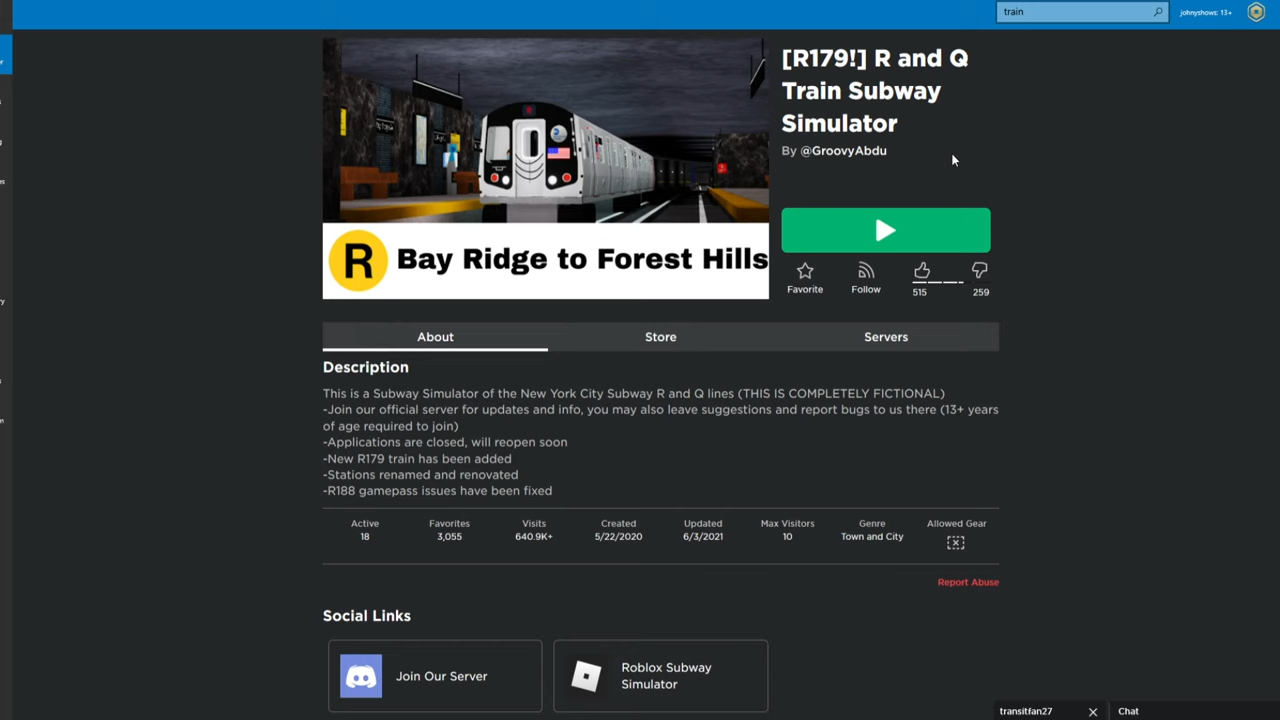 train
johnyshows: 13+
[R179!] R and Q
Train Subway
Simulator
By @GroovyAbdu
R Bay Ridge to Forest Hills
Favorite
Follow
515
259
About
Store
Servers
Description
This is a Subway Simulator of the New York City Subway R and Q lines (THIS IS COMPLETELY FICTIONAL)
-Join our official server for updates and info, you may also leave suggestions and report bugs to us there (13+ years
of age required to join)
-Applications are closed, will reopen soon
-New R179 train has been added
-Stations renamed and renovated
-R188 gamepass issues have been fixed
Active Favorites Visits Created Updated Max Visitors Genre Allowed Gear
18 3,055 640.9K+ 5/22/2020 6/3/2021 10 Town and City
Report Abuse
Social Links
Join Our Server
Roblox Subway
Simulator
transitfan27
Chat